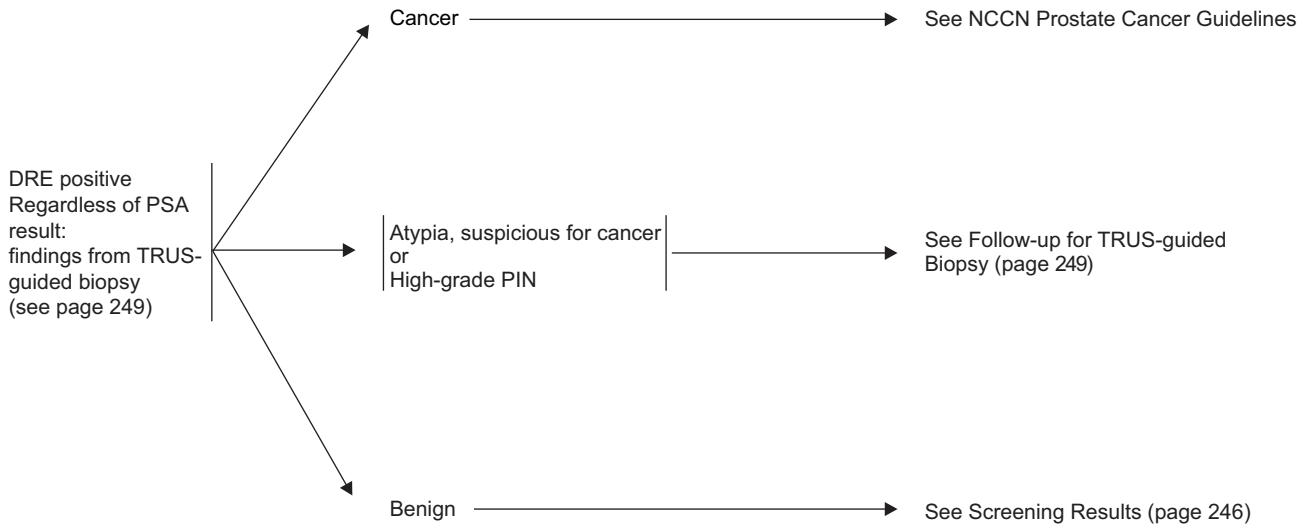 Cancer
See NCCN Prostate Cancer Guidelines
DRE positive
Regardless of PSA
result:
findings from TRUS-
guided biopsy
(see page 249)
Atypia, suspicious for cancer
or
High-grade PIN
See Follow-up for TRUS-guided
Biopsy (page 249)
Benign
See Screening Results (page 246)